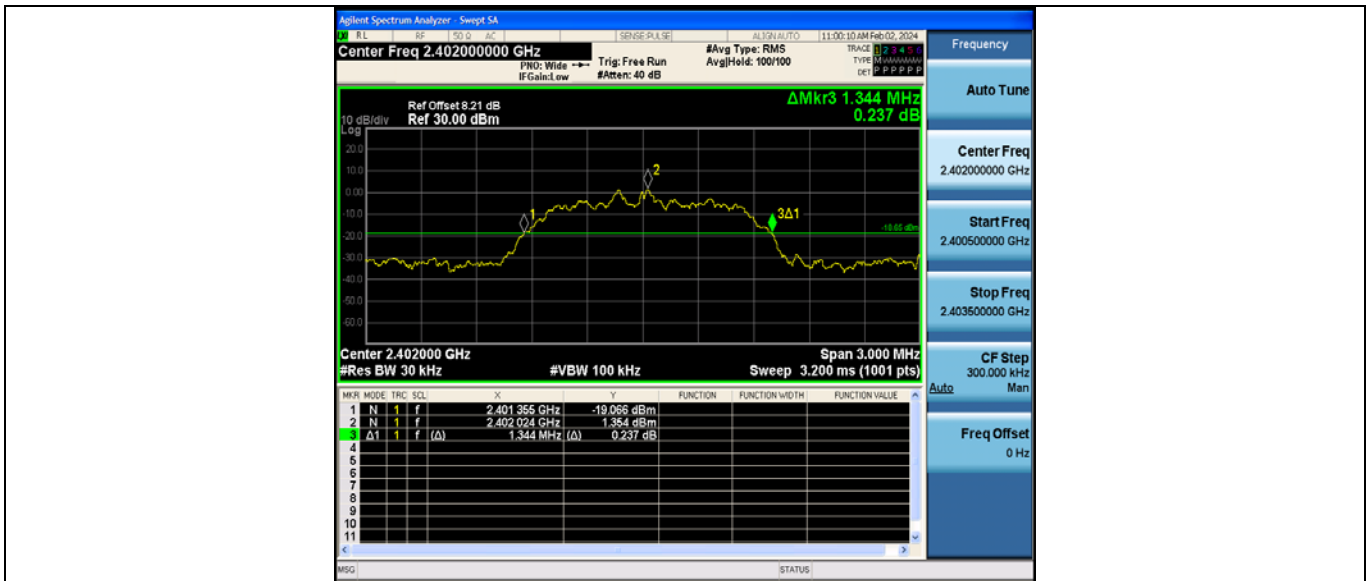 Agilent Spectrum Analyzer - Swept SA
RL RF 50 Ω AC SENSE:PULSE ALIGN AUTO 11:00:10 AM Feb 02, 2024
Center Freq 2.402000000 GHz
PNO: Wide
IFGain:Low
Trig: Free Run
#Atten: 40 dB
#Avg Type: RMS
Avg|Hold: 100/100
TRACE 1 2 3 4 5 6
TYPE M
DET P P P P P P
ΔMkr3 1.344 MHz
0.237 dB
Ref Offset 8.21 dB
10 dB/div Ref 30.00 dBm
Log
20.0
10.0
0.00
-10.0
-20.0
-30.0
-40.0
-50.0
-60.0
1
2
3Δ1
-18.65 dBm
Center 2.402000 GHz Span 3.000 MHz
#Res BW 30 kHz #VBW 100 kHz Sweep 3.200 ms (1001 pts)
MKR MODE TRC SCL X Y FUNCTION FUNCTION WIDTH FUNCTION VALUE
1 N 1 f 2.401 355 GHz -19.066 dBm
2 N 1 f 2.402 024 GHz 1.354 dBm
3 Δ1 1 f (Δ) 1.344 MHz (Δ) 0.237 dB
4
5
6
7
8
9
10
11
MSG STATUS
Frequency
Auto Tune
Center Freq
2.402000000 GHz
Start Freq
2.400500000 GHz
Stop Freq
2.403500000 GHz
CF Step
300.000 kHz
Auto Man
Freq Offset
0 Hz